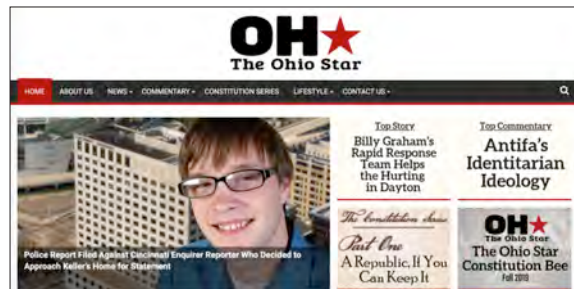 OH★
The Ohio Star
HOME ABOUT US NEWS COMMENTARY CONSTITUTION SERIES LIFESTYLE CONTACT US
Police Report Filed Against Cincinnati Enquirer Reporter Who Decided to
Approach Keller's Home for Statement
Top Story
Billy Graham's
Rapid Response
Team Helps
the Hurting
in Dayton
Top Commentary
Antifa's
Identitarian
Ideology
The Constitution Series
Part One
A Republic, If You
Can Keep It
OH★
The Ohio Star
The Ohio Star
Constitution Bee
Fall 2019